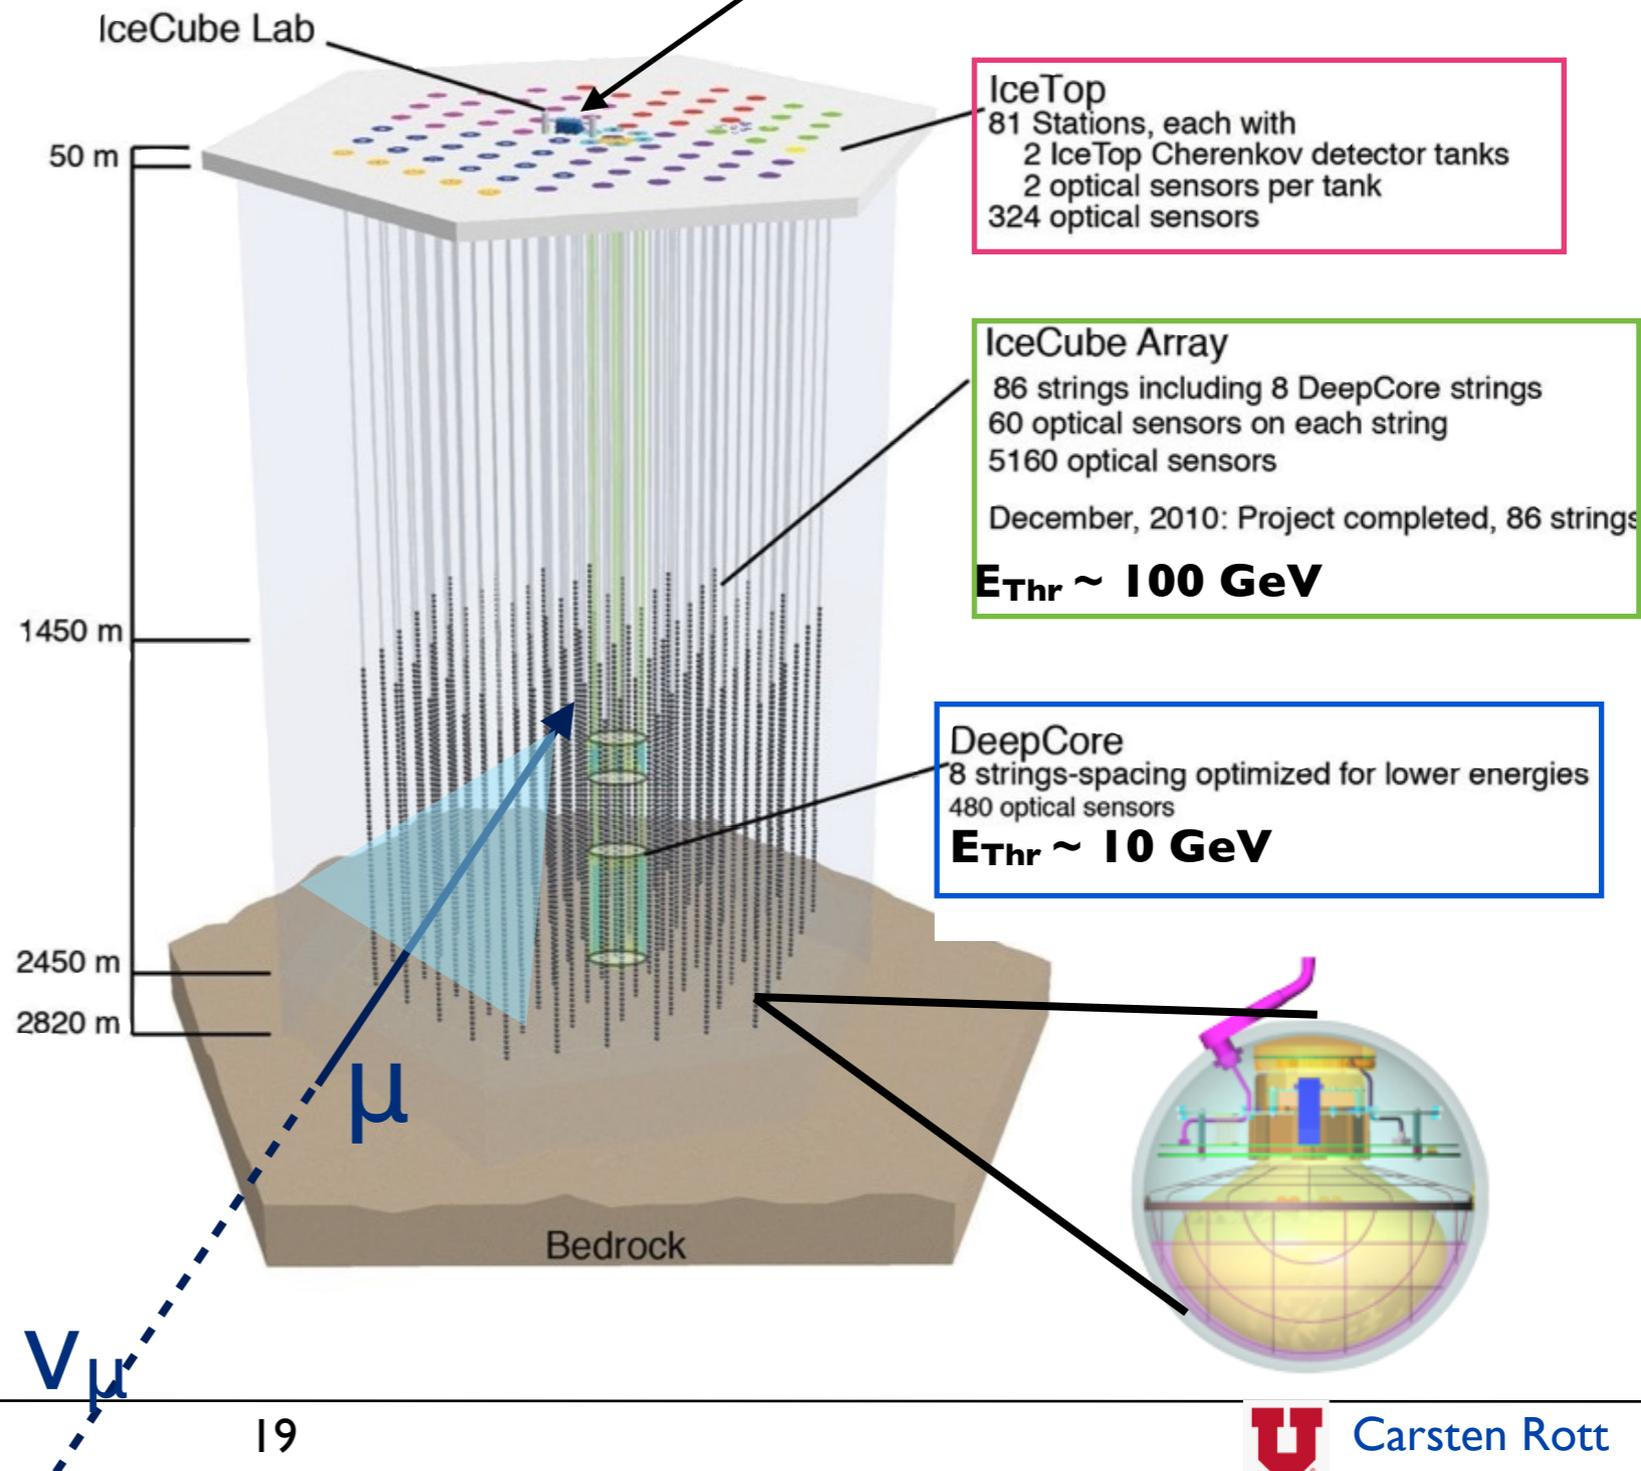 IceCube Lab
50 m
1450 m
2450 m
2820 m
IceTop
81 Stations, each with
2 IceTop Cherenkov detector tanks
2 optical sensors per tank
324 optical sensors
IceCube Array
86 strings including 8 DeepCore strings
60 optical sensors on each string
5160 optical sensors
December, 2010: Project completed, 86 strings
EThr ~ 100 GeV
DeepCore
8 strings-spacing optimized for lower energies
480 optical sensors
EThr ~ 10 GeV
μ
Bedrock
νμ
19
U
Carsten Rott